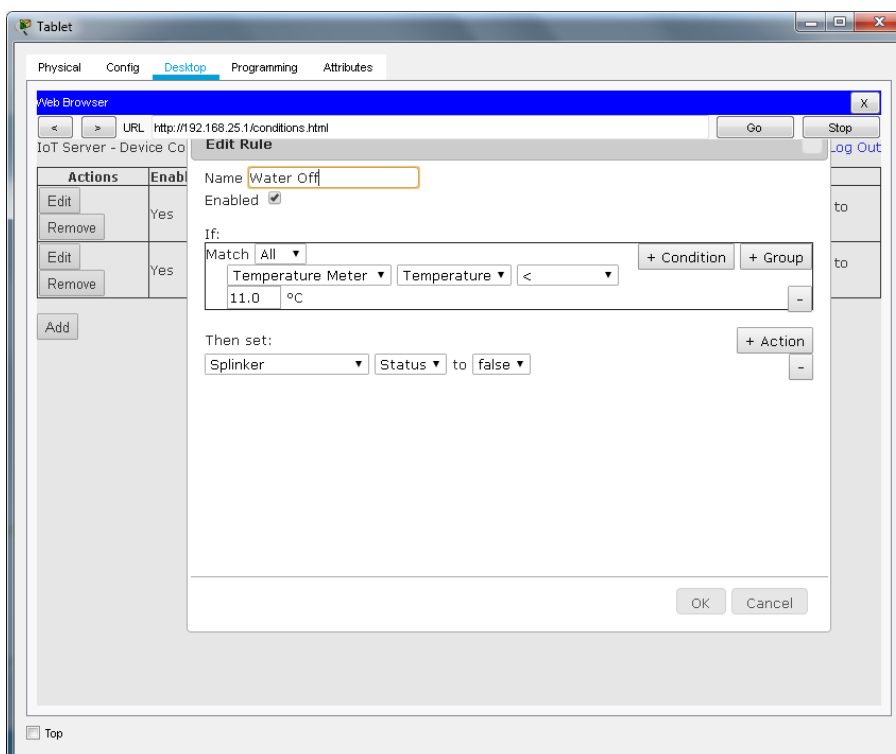 Tablet
Physical Config Desktop Programming Attributes
Web Browser X
< > URL http://192.168.25.1/conditions.html Go Stop
IoT Server - Device Co Edit Rule Log Out
Actions Enabl
Name Water Off
Edit
Yes
to
Remove
Enabled
If:
Match All + Condition + Group
Edit
Yes
to
Remove
Temperature Meter Temperature <
11.0 °C -
Add
Then set: + Action
Splinker Status to false -
OK Cancel
Top